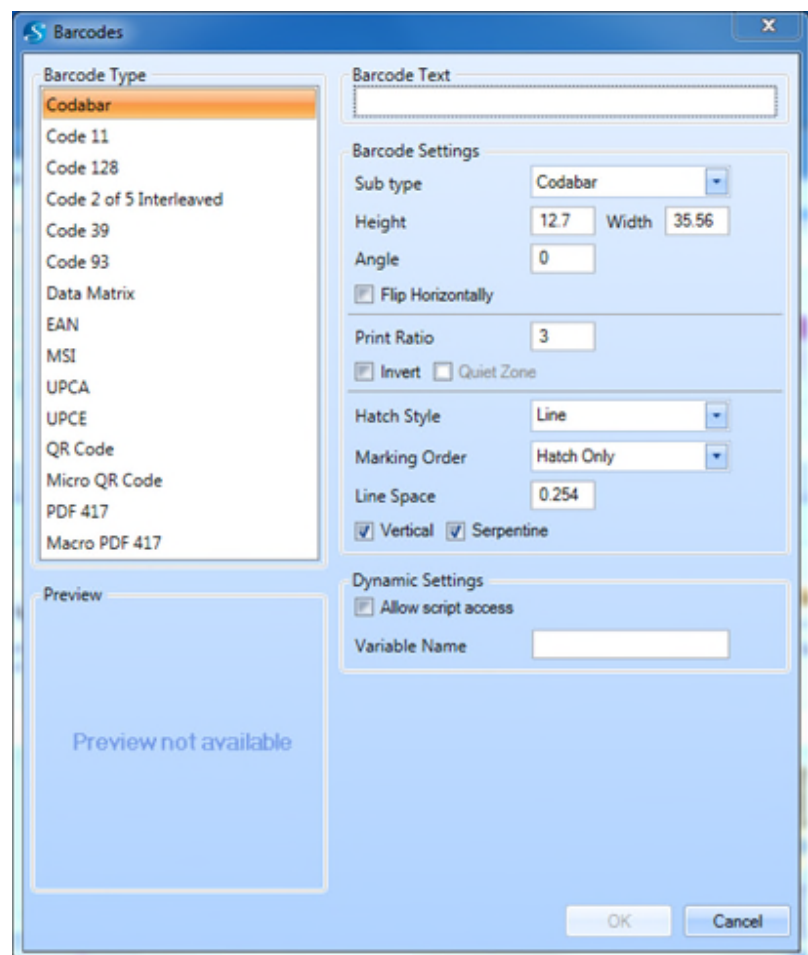 Barcodes
Barcode Type
Codabar
Code 11
Code 128
Code 2 of 5 Interleaved
Code 39
Code 93
Data Matrix
EAN
MSI
UPCA
UPCE
QR Code
Micro QR Code
PDF 417
Macro PDF 417
Preview
Preview not available
Barcode Text
Barcode Settings
Sub type Codabar
Height 12.7 Width 35.56
Angle 0
Flip Horizontally
Print Ratio 3
Invert Quiet Zone
Hatch Style Line
Marking Order Hatch Only
Line Space 0.254
Vertical Serpentine
Dynamic Settings
Allow script access
Variable Name
OK Cancel